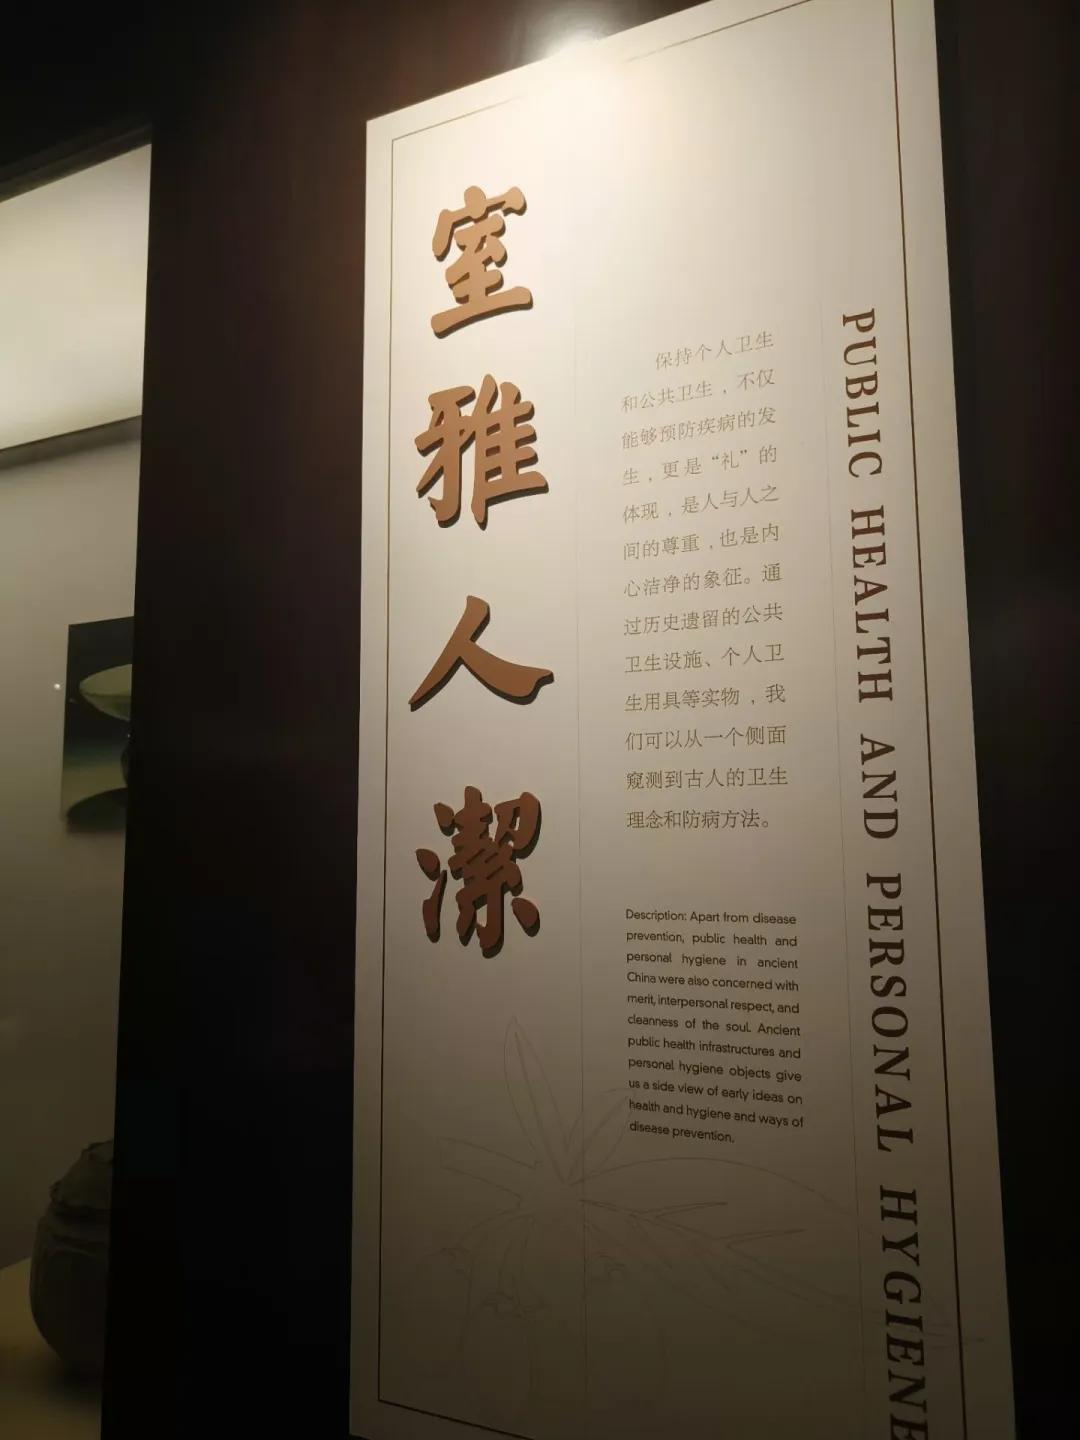 室雅人潔
保持个人卫生
和公共卫生，不仅
能够预防疾病的发
生，更是“礼”的
体现，是人与人之
间的尊重，也是内
心洁净的象征。通
过历史遗留的公共
卫生设施、个人卫
生用具等实物，我
们可以从一个侧面
窥测到古人的卫生
理念和防病方法。
Description: Apart from disease
prevention, public health and
personal hygiene in ancient
China were also concerned with
merit, interpersonal respect, and
cleanness of the soul. Ancient
public health infrastructures and
personal hygiene objects give
us a side view of early ideas on
health and hygiene and ways of
disease prevention.
PUBLIC HEALTH AND PERSONAL HYGIENE